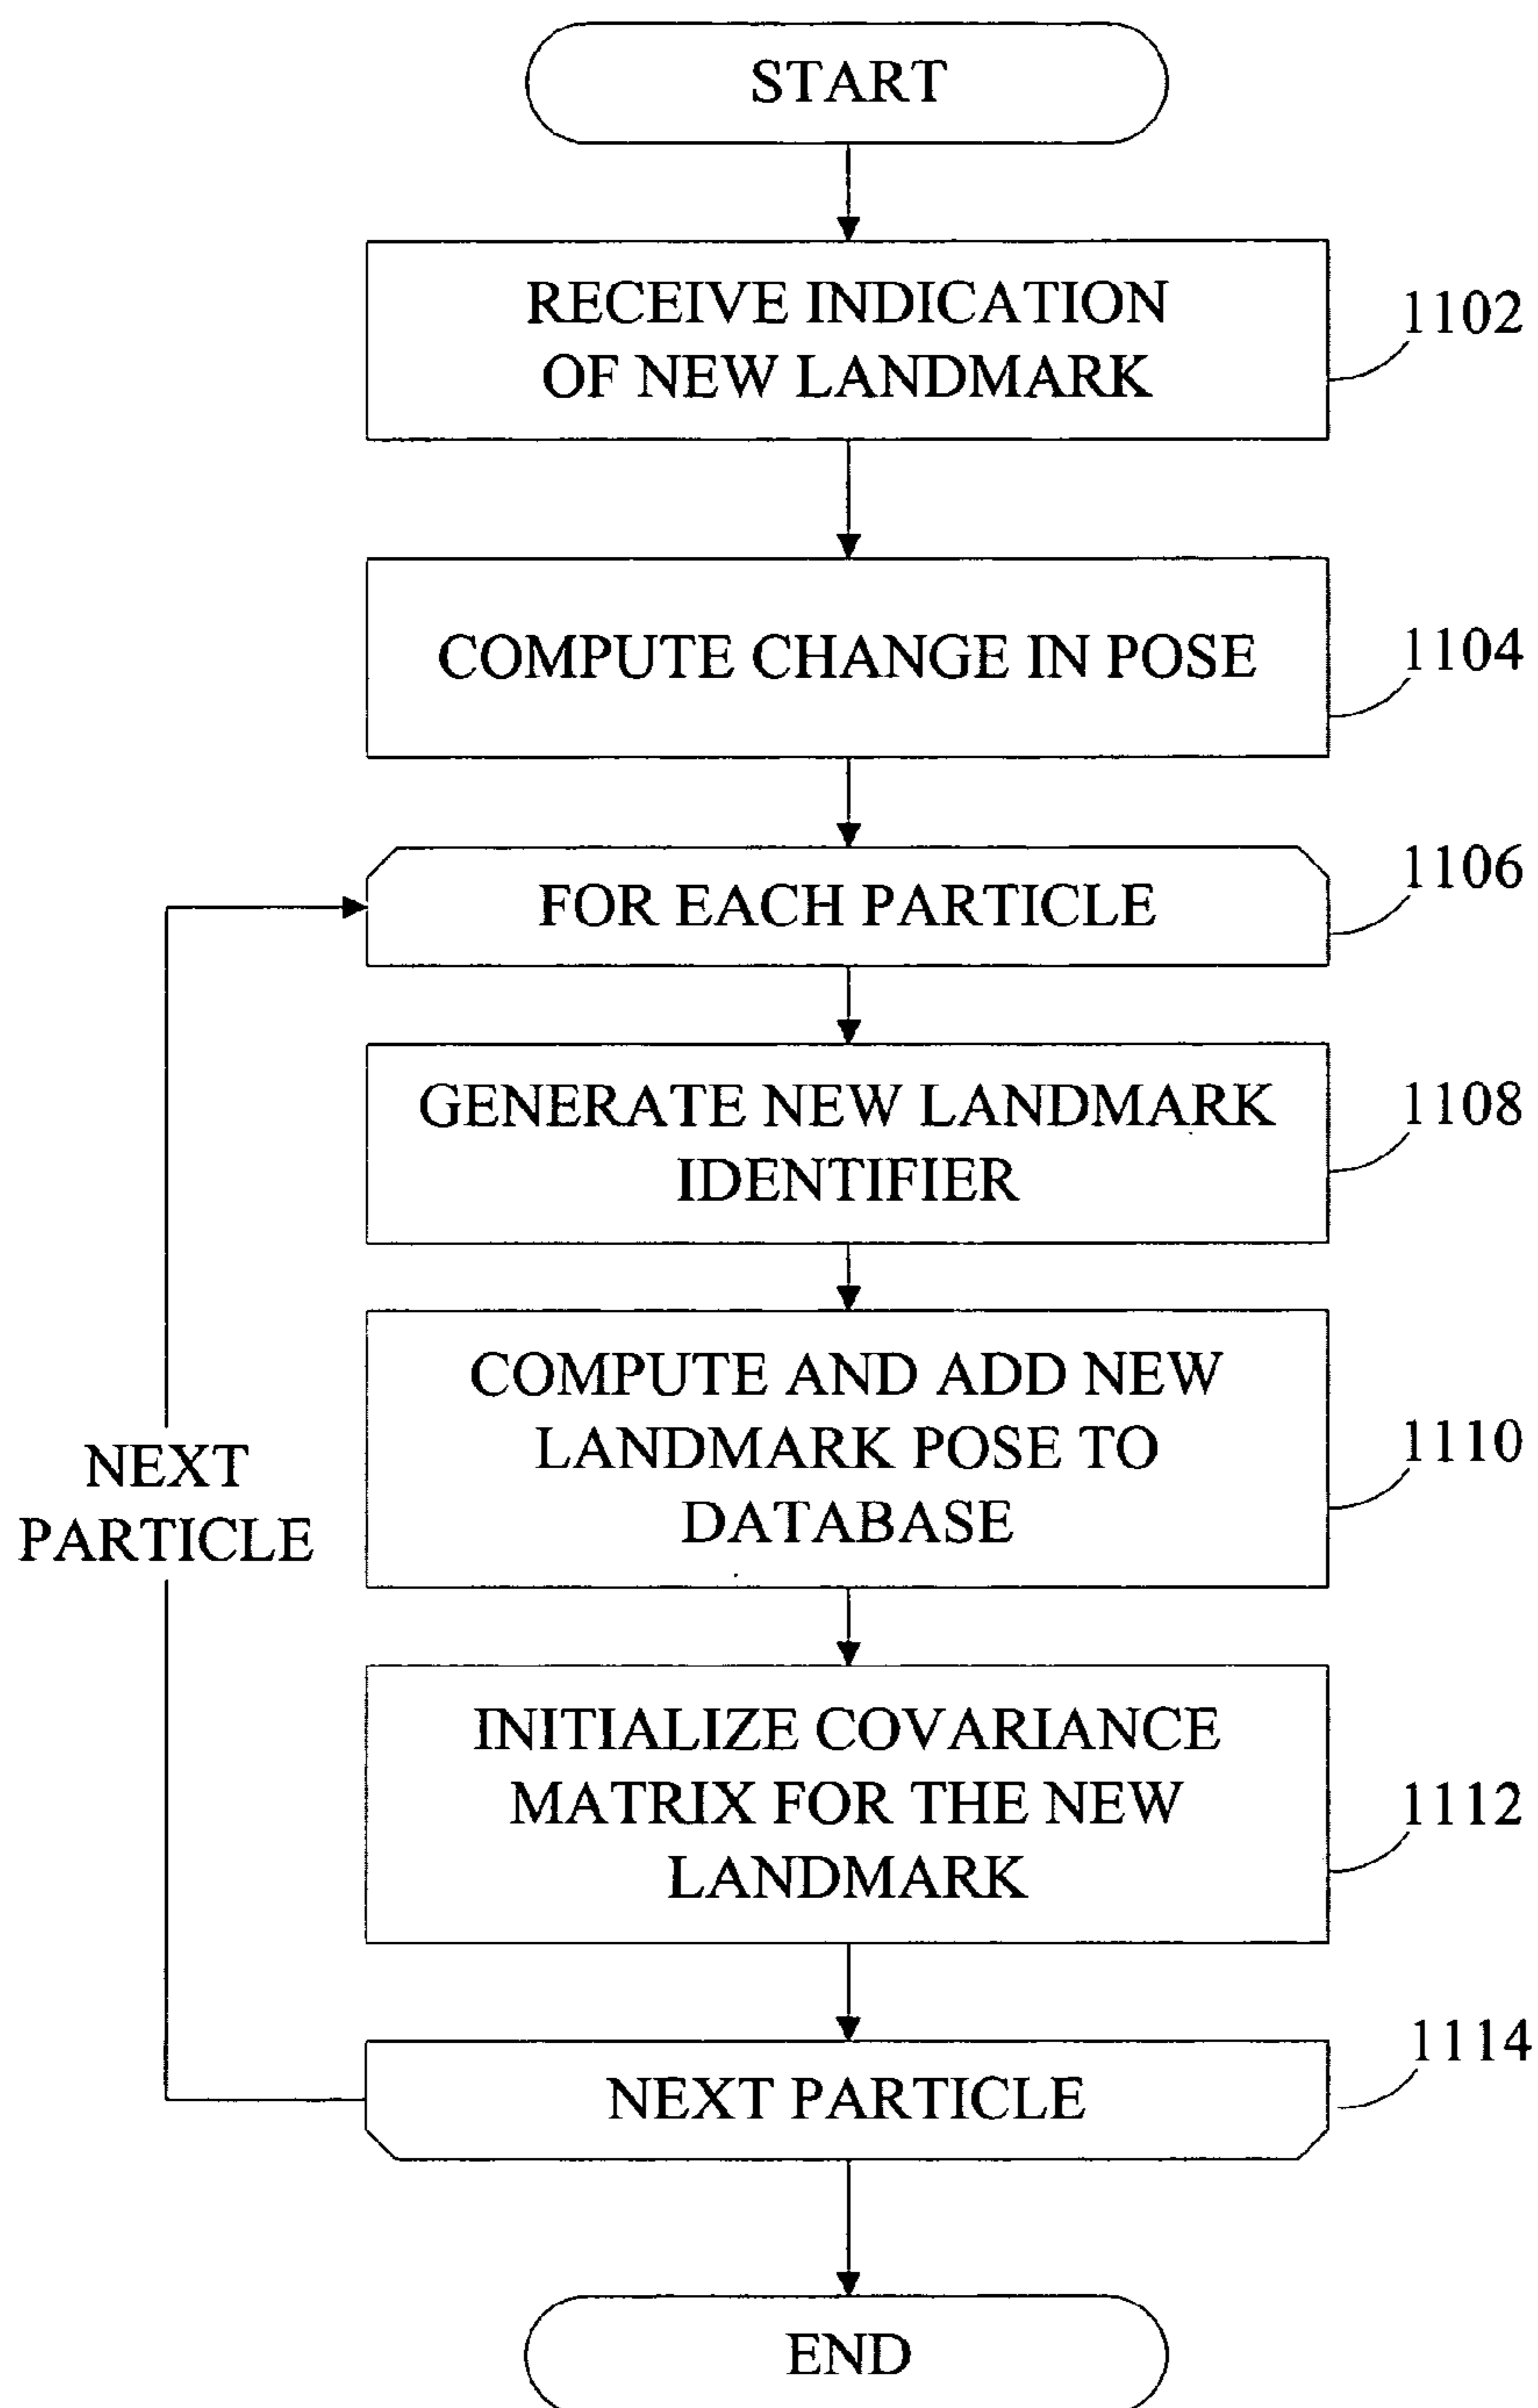 START
RECEIVE INDICATION
OF NEW LANDMARK
1102
COMPUTE CHANGE IN POSE
1104
FOR EACH PARTICLE
1106
GENERATE NEW LANDMARK
IDENTIFIER
1108
COMPUTE AND ADD NEW
LANDMARK POSE TO
DATABASE
1110
NEXT
PARTICLE
INITIALIZE COVARIANCE
MATRIX FOR THE NEW
LANDMARK
1112
NEXT PARTICLE
1114
END